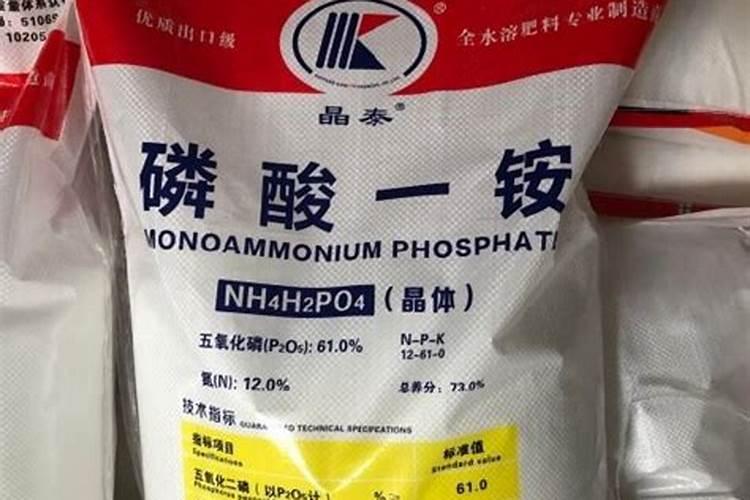 优质出口级
全水溶肥料专业制造商
晶泰®
磷酸一铵
MONOAMMONIUM PHOSPHATE
NH4H2PO4 (晶体)
五氧化磷(P2O5): 61.0%
N-P-K
12-61-0
氮(N): 12.0%
总养分: 73.0%
技术指标 TECHNICAL SPECIFICATIONS
指标项目
Specifications
标准值
Standard value
五氧化二磷 (以P2O5计)
%
61.0